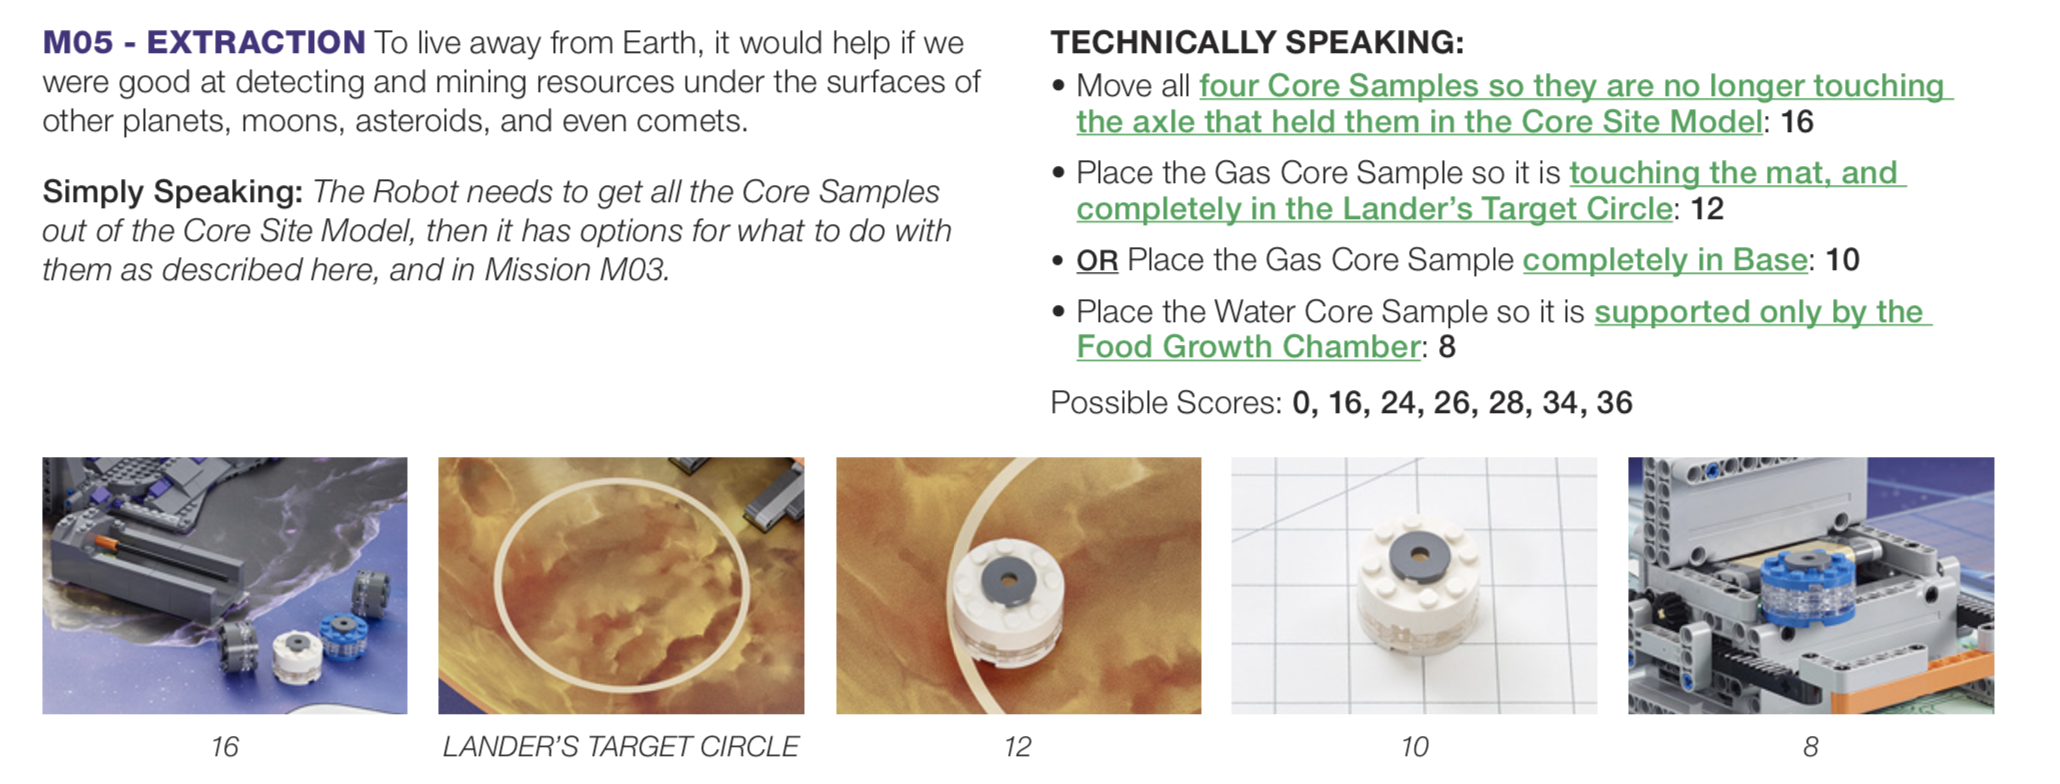 M05 - EXTRACTION To live away from Earth, it would help if we
were good at detecting and mining resources under the surfaces of
other planets, moons, asteroids, and even comets.
Simply Speaking: The Robot needs to get all the Core Samples
out of the Core Site Model, then it has options for what to do with
them as described here, and in Mission M03.
TECHNICALLY SPEAKING:
• Move all four Core Samples so they are no longer touching
the axle that held them in the Core Site Model: 16
• Place the Gas Core Sample so it is touching the mat, and
completely in the Lander's Target Circle: 12
• OR Place the Gas Core Sample completely in Base: 10
• Place the Water Core Sample so it is supported only by the
Food Growth Chamber: 8
Possible Scores: 0, 16, 24, 26, 28, 34, 36
16
LANDER'S TARGET CIRCLE
12
10
8